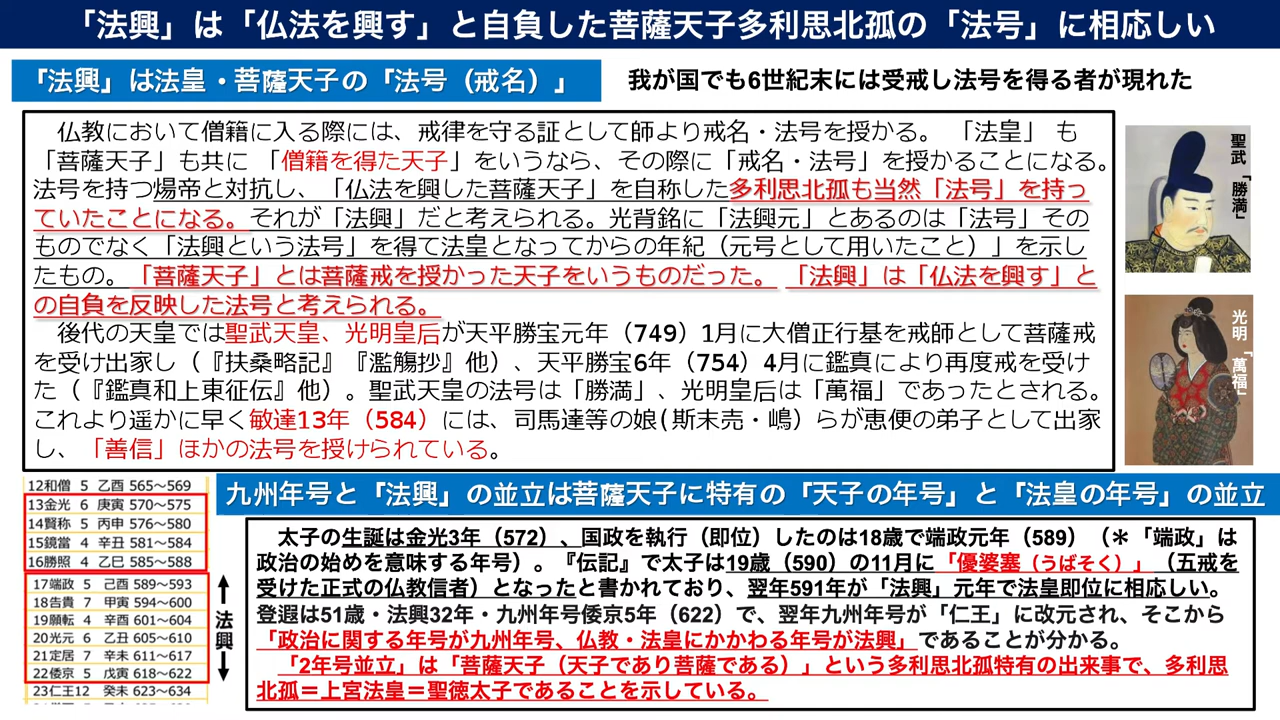 「法興」は「仏法を興す」と自負した菩薩天子多利思北孤の「法号」に相応しい
「法興」は法皇・菩薩天子の「法号（戒名）」
我が国でも6世紀末には受戒し法号を得る者が現れた
仏教において僧籍に入る際には、戒律を守る証として師より戒名・法号を授かる。「法皇」も
「菩薩天子」も共に「僧籍を得た天子」をいうなら、その際に「戒名・法号」を授かることになる。
法号を持つ煬帝と対抗し、「仏法を興した菩薩天子」を自称した多利思北孤も当然「法号」を持っ
ていたことになる。それが「法興」だと考えられる。光背銘に「法興元」とあるのは「法号」その
ものでなく「法興という法号」を得て法皇となってからの年紀（元号として用いたこと）」を示し
たもの。「菩薩天子」とは菩薩戒を授かった天子をいうものだった。「法興」は「仏法を興す」と
の自負を反映した法号と考えられる。
後代の天皇では聖武天皇、光明皇后が天平勝宝元年（749）1月に大僧正行基を戒師として菩薩戒
を受け出家し（『扶桑略記』『濫觴抄』他）、天平勝宝6年（754）4月に鑑真により再度戒を受け
た（『鑑真和上東征伝』他）。聖武天皇の法号は「勝満」、光明皇后は「萬福」であったとされる。
これより遥かに早く敏達13年（584）には、司馬達等の娘(斯末売・嶋）らが恵便の弟子として出家
し、「善信」ほかの法号を授けられている。
聖武「勝満」
光明「萬福」
12和僧 5 乙酉 565～569
13金光 6 庚寅 570～575
14賢称 5 丙申 576～580
15鏡當 4 辛丑 581～584
16勝照 4 乙巳 585～588
17端政 5 己酉 589～593
18告貴 7 甲寅 594～600
19願転 4 辛酉 601～604
20光元 6 乙丑 605～610
21定居 7 辛未 611～617
22倭京 5 戊寅 618～622
23仁王12 癸未 623～634
法興
九州年号と「法興」の並立は菩薩天子に特有の「天子の年号」と「法皇の年号」の並立
太子の生誕は金光3年（572）、国政を執行（即位）したのは18歳で端政元年（589）（＊「端政」は
政治の始めを意味する年号）。『伝記』で太子は19歳（590）の11月に「優婆塞（うばそく）」（五戒を
受けた正式の仏教信者）となったと書かれており、翌年591年が「法興」元年で法皇即位に相応しい。
登遐は51歳・法興32年・九州年号倭京5年（622）で、翌年九州年号が「仁王」に改元され、そこから
「政治に関する年号が九州年号、仏教・法皇にかかわる年号が法興」であることが分かる。
「2年号並立」は「菩薩天子（天子であり菩薩である）」という多利思北孤特有の出来事で、多利思
北孤＝上宮法皇＝聖徳太子であることを示している。